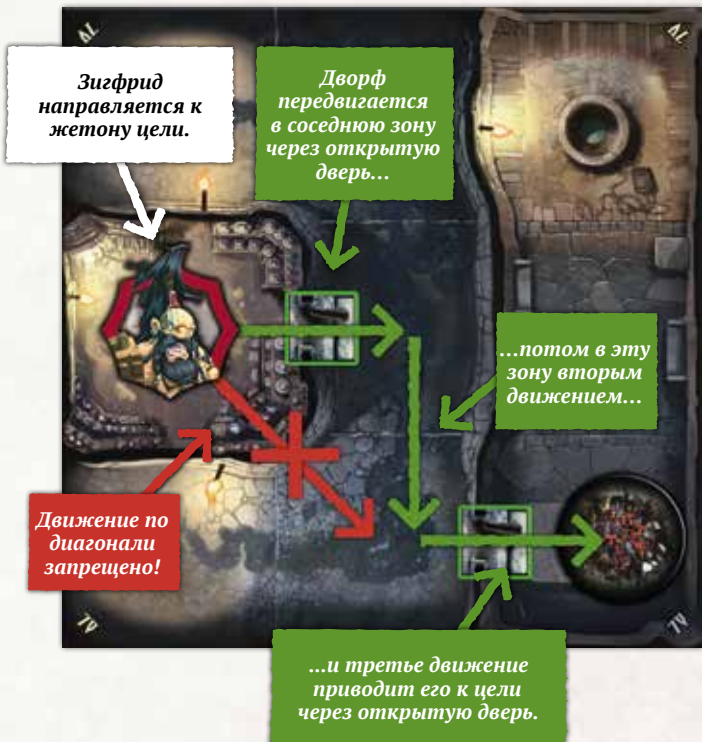 Зигфрид
направляется к
жетону цели.
Дворф
передвигается
в соседнюю зону
через открытую
дверь...
...потом в эту
зону вторым
движением...
Движение по
диагонали
запрещено!
...и третье движение
приводит его к цели
через открытую дверь.